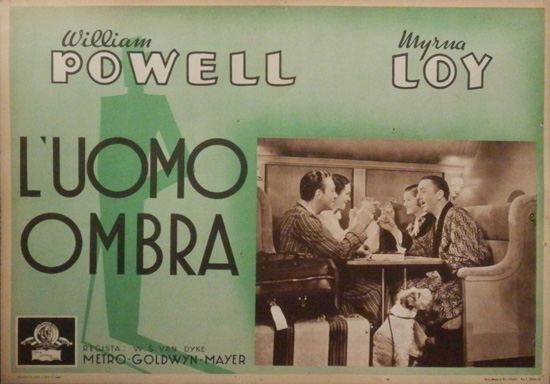 William
POWELL
Myrna
LOY
L'UOMO
OMBRA
REGISTA: W. S. VAN DYKE
METRO-GOLDWYN-MAYER